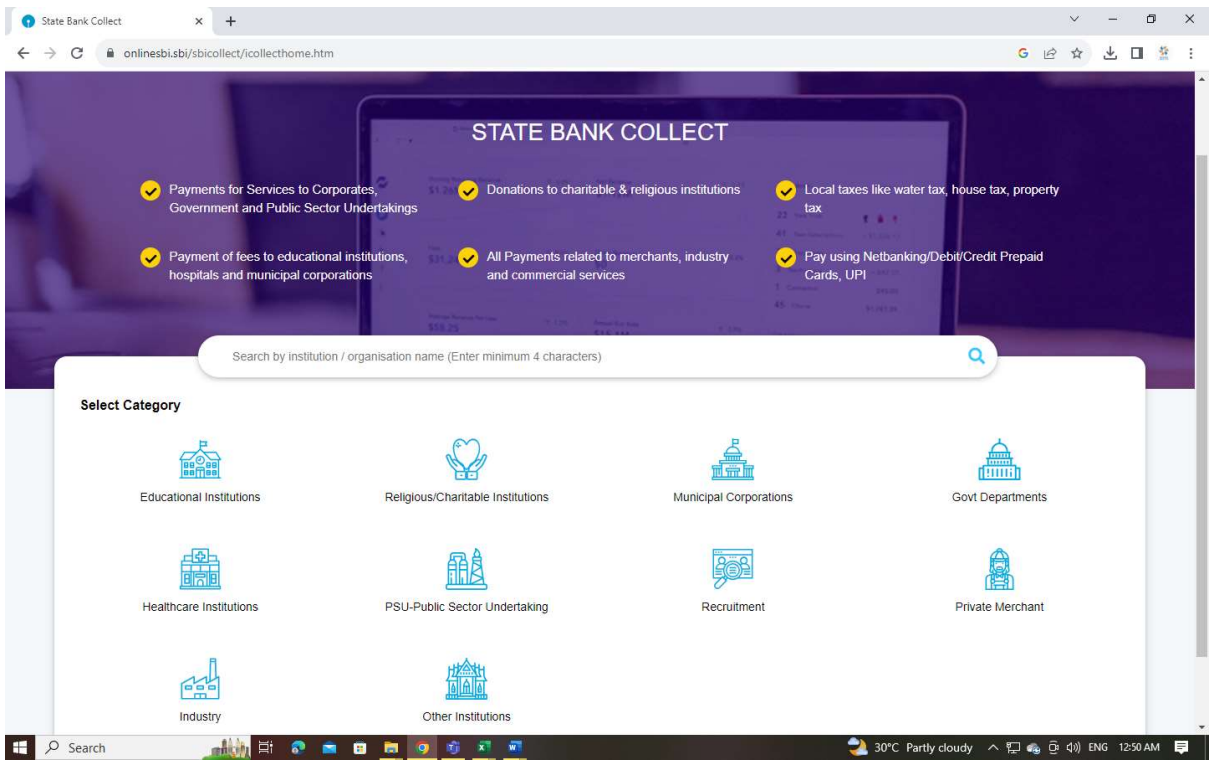 State Bank Collect
onlinesbi.sbi/sbicollect/icollecthome.htm
STATE BANK COLLECT
Payments for Services to Corporates,
Government and Public Sector Undertakings
Donations to charitable & religious institutions
Local taxes like water tax, house tax, property
tax
Payment of fees to educational institutions,
hospitals and municipal corporations
All Payments related to merchants, industry
and commercial services
Pay using Netbanking/Debit/Credit Prepaid
Cards, UPI
$59.25
Search by institution / organisation name (Enter minimum 4 characters)
Select Category
Educational Institutions
Religious/Charitable Institutions
Municipal Corporations
Govt Departments
Healthcare Institutions
PSU-Public Sector Undertaking
Recruitment
Private Merchant
Industry
Other Institutions
Search
30°C Partly cloudy
ENG
12:50 AM